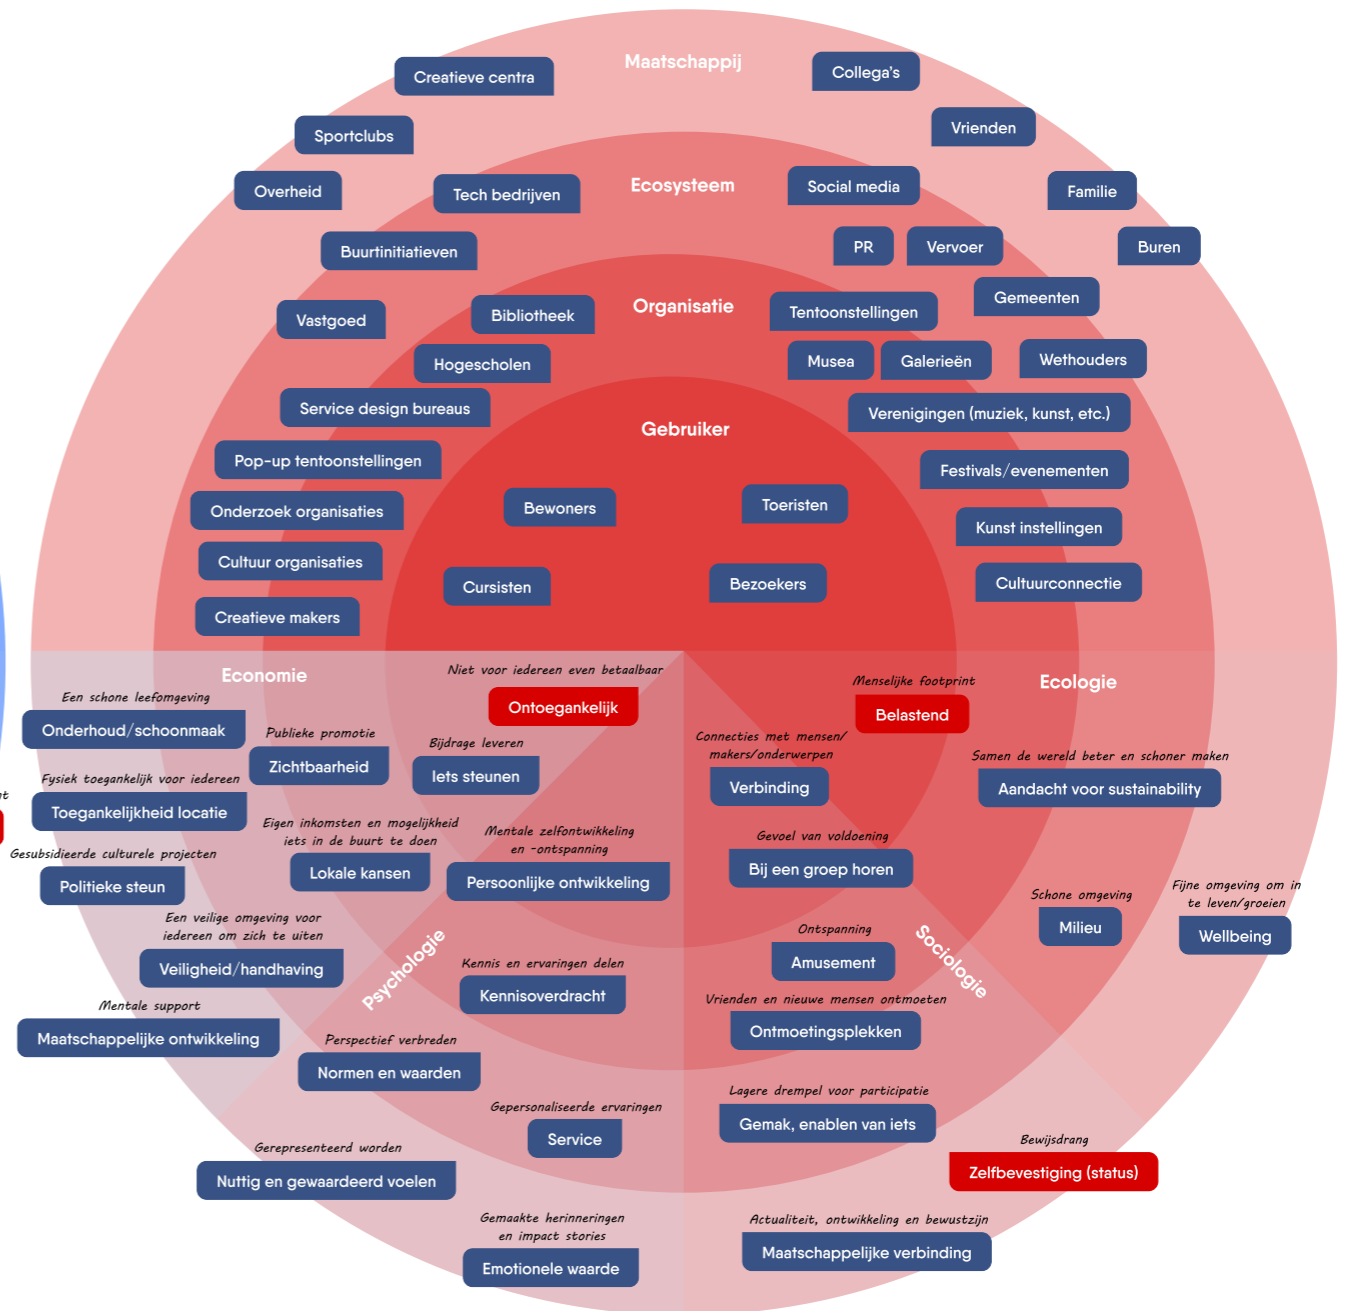 Maatschappij
Creatieve centra
Collega's
Sportclubs
Vrienden
Overheid
Ecosysteem
Tech bedrijven
Social media
Familie
Buurtinitiatieven
PR
Vervoer
Buren
Vastgoed
Bibliotheek
Organisatie
Tentoonstellingen
Gemeenten
Hogescholen
Musea
Galerieën
Wethouders
Service design bureaus
Gebruiker
Verenigingen (muziek, kunst, etc.)
Pop-up tentoonstellingen
Festivals/evenementen
Onderzoek organisaties
Bewoners
Toeristen
Kunst instellingen
Cultuur organisaties
Cursisten
Bezoekers
Cultuurconnectie
Creatieve makers
Economie
Niet voor iedereen even betaalbaar
Ontoegankelijk
Een schone leefomgeving
Onderhoud/schoonmaak
Publieke promotie
Zichtbaarheid
Bijdrage leveren
Iets steunen
Fysiek toegankelijk voor iedereen
Toegankelijkheid locatie
Eigen inkomsten en mogelijkheid
iets in de buurt te doen
Lokale kansen
Gesubsidieerde culturele projecten
Politieke steun
Een veilige omgeving voor
iedereen om zich te uiten
Veiligheid/handhaving
Mentale support
Maatschappelijke ontwikkeling
Psychologie
Mentale zelfontwikkeling
en -ontspanning
Persoonlijke ontwikkeling
Kennis en ervaringen delen
Kennisoverdracht
Perspectief verbreden
Normen en waarden
Gepersonaliseerde ervaringen
Service
Gerepresenteerd worden
Nuttig en gewaardeerd voelen
Gemaakte herinneringen
en impact stories
Emotionele waarde
Ecologie
Menselijke footprint
Belastend
Samen de wereld beter en schoner maken
Aandacht voor sustainability
Schone omgeving
Milieu
Fijne omgeving om in
te leven/groeien
Wellbeing
Sociologie
Connecties met mensen/
makers/onderwerpen
Verbinding
Gevoel van voldoening
Bij een groep horen
Ontspanning
Amusement
Vrienden en nieuwe mensen ontmoeten
Ontmoetingsplekken
Lagere drempel voor participatie
Gemak, enablen van iets
Bewijsdrang
Zelfbevestiging (status)
Actualiteit, ontwikkeling en bewustzijn
Maatschappelijke verbinding